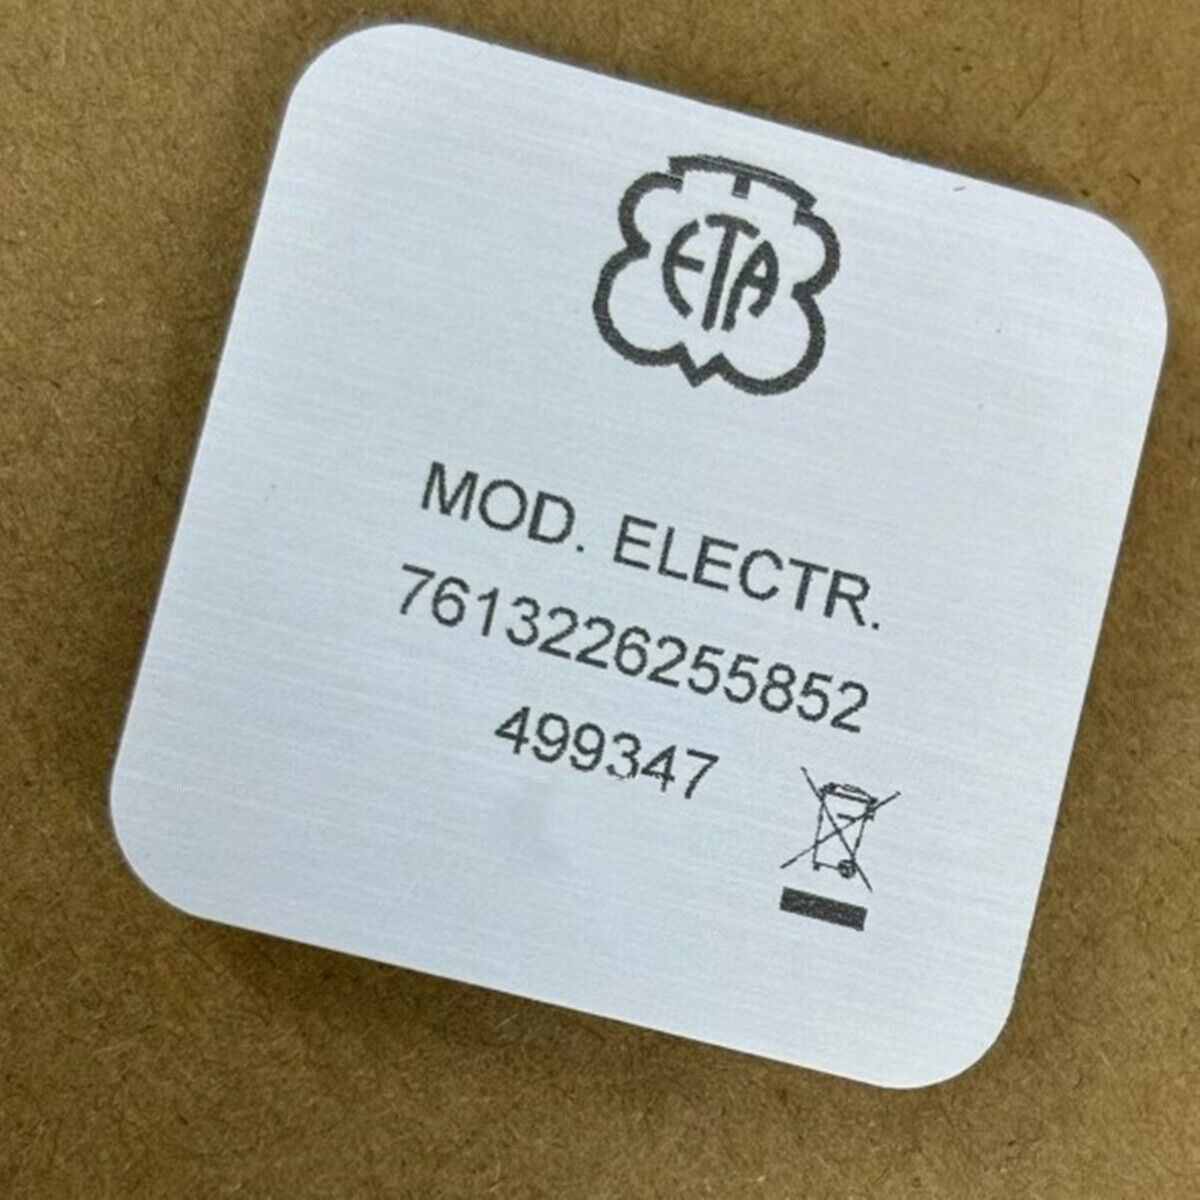 ETA
MOD. ELECTR.
7613226255852
499347